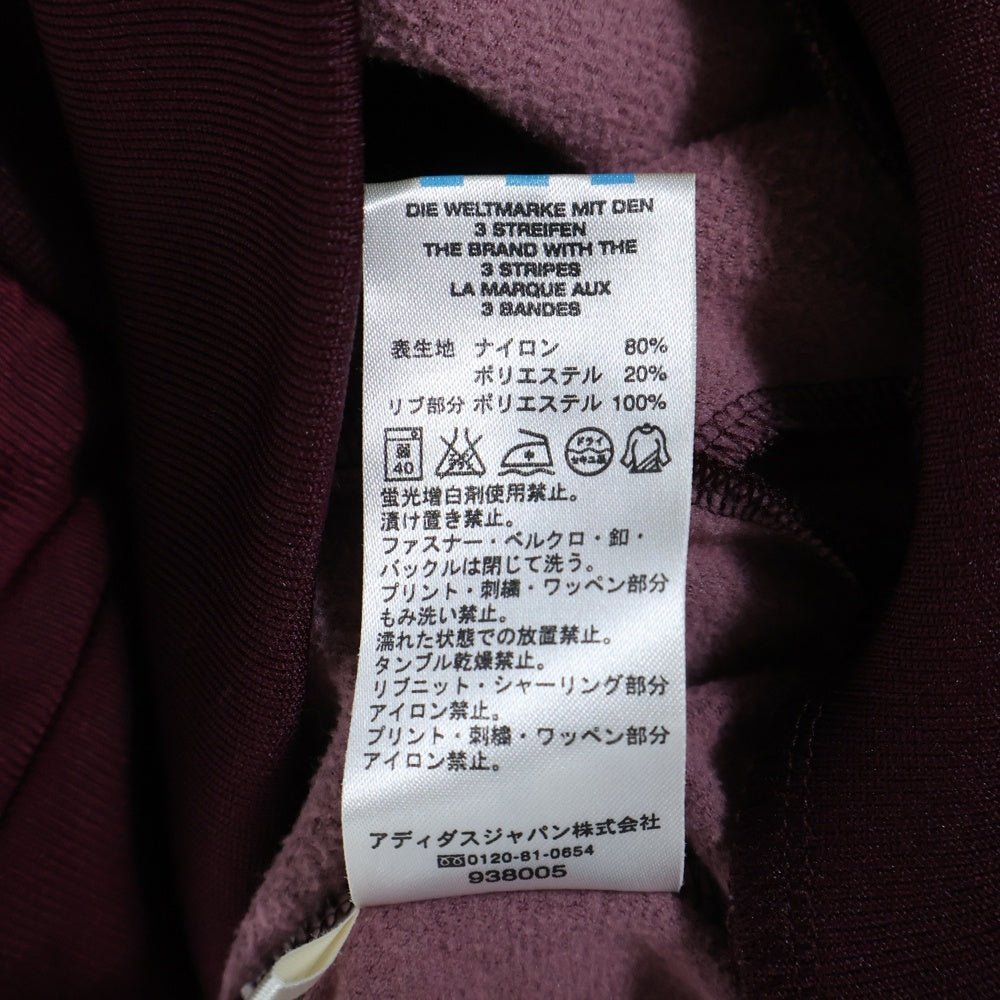 DIE WELTMARKE MIT DEN
3 STREIFEN
THE BRAND WITH THE
3 STRIPES
LA MARQUE AUX
3 BANDES
表生地 ナイロン 80%
ポリエステル 20%
リブ部分 ポリエステル 100%
弱
40
ドライ
セキユ系
蛍光増白剤使用禁止。
漬け置き禁止。
ファスナー・ベルクロ・釦・
バックルは閉じて洗う。
プリント・刺繍・ワッペン部分
もみ洗い禁止。
濡れた状態での放置禁止。
タンブル乾燥禁止。
リブニット・シャーリング部分
アイロン禁止。
プリント・刺繍・ワッペン部分
アイロン禁止。
アディダスジャパン株式会社
0120-81-0654
938005